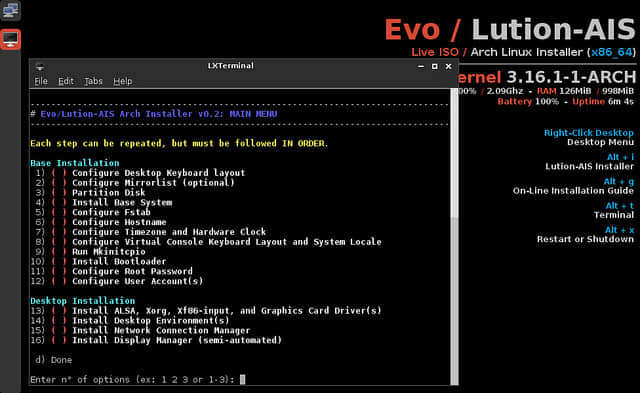 Evo / Lution-AIS
Live ISO / Arch Linux Installer (x86_64)
ernel 3.16.1-1-ARCH
00% / 2.09Ghz - RAM 126MiB / 998MiB
Battery 100% - Uptime 6m 4s
Right-Click Desktop
Desktop Menu
Alt + i
Lution-AIS Installer
Alt + g
On-Line Installation Guide
Alt + t
Terminal
Alt + x
Restart or Shutdown
LXTerminal
File Edit Tabs Help
# Evo/Lution-AIS Arch Installer v0.2: MAIN MENU
Each step can be repeated, but must be followed IN ORDER.
Base Installation
1) ( ) Configure Desktop Keyboard layout
2) ( ) Configure Mirrorlist (optional)
3) ( ) Partition Disk
4) ( ) Install Base System
5) ( ) Configure Fstab
6) ( ) Configure Hostname
7) ( ) Configure Timezone and Hardware Clock
8) ( ) Configure Virtual Console Keyboard Layout and System Locale
9) ( ) Run Mkinitcpio
10) ( ) Install Bootloader
11) ( ) Configure Root Password
12) ( ) Configure User Account(s)
Desktop Installation
13) ( ) Install ALSA, Xorg, Xf86-input, and Graphics Card Driver(s)
14) ( ) Install Desktop Environment(s)
15) ( ) Install Network Connection Manager
16) ( ) Install Display Manager (semi-automated)
d) Done
Enter n° of options (ex: 1 2 3 or 1-3):